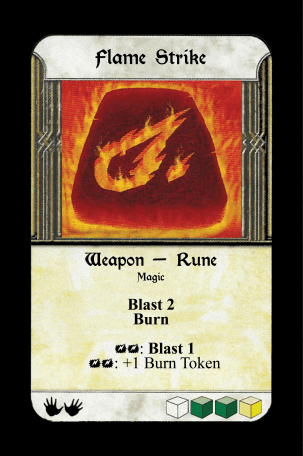 Flame Strike
Weapon — Rune
Magic
Blast 2
Burn
: Blast 1
: +1 Burn Token